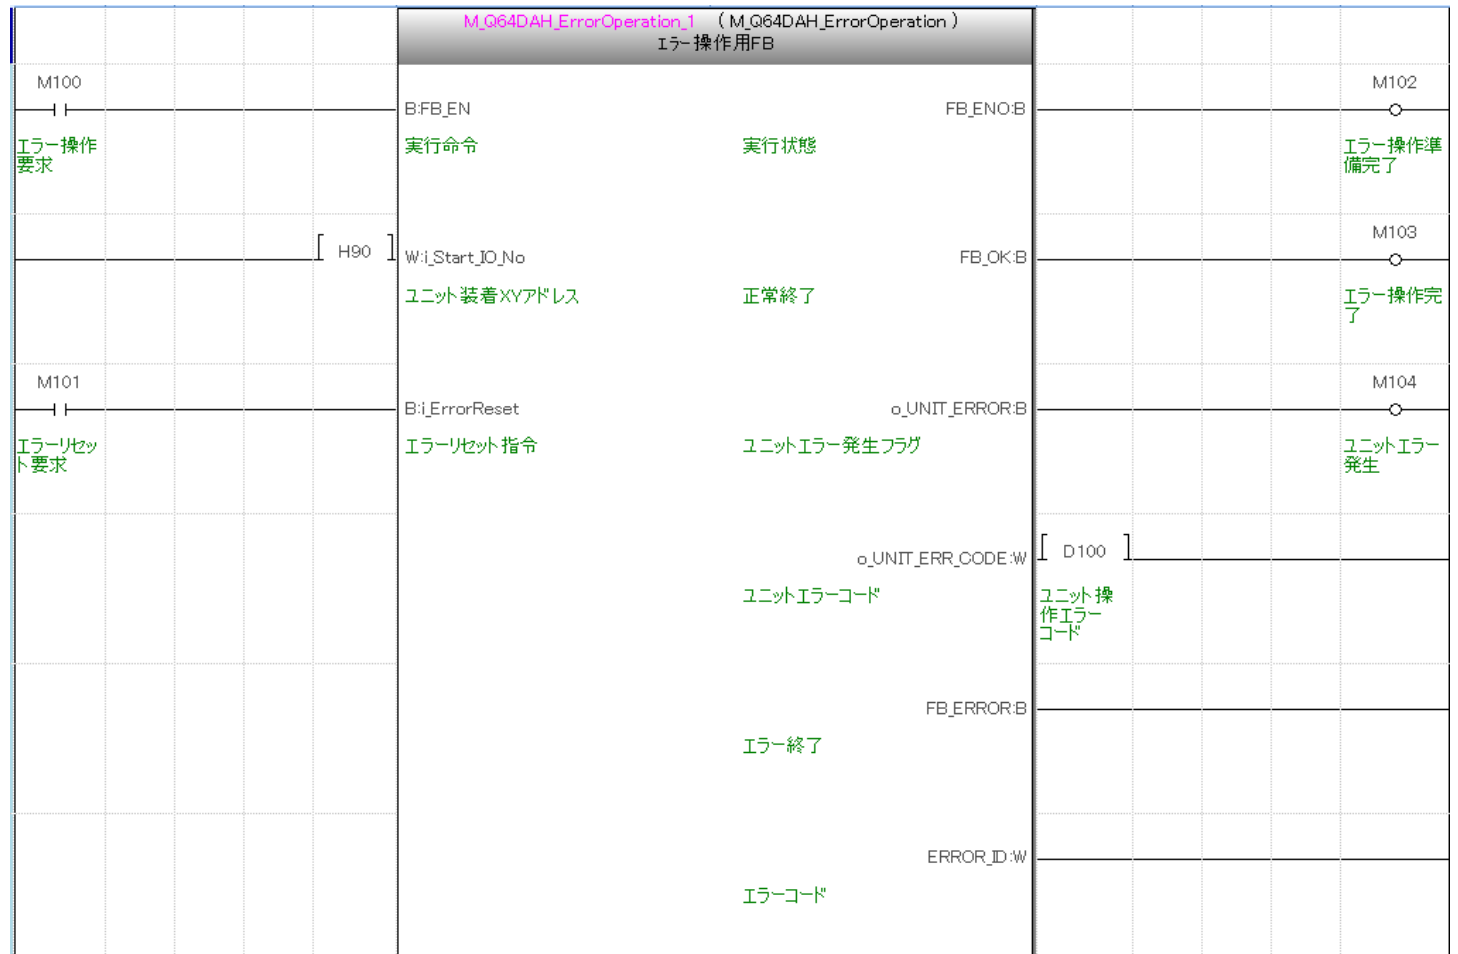 M_Q64DAH_ErrorOperation_1 （M_Q64DAH_ErrorOperation）
エラー操作用FB
M100
B:FB_EN
FB_ENO:B
M102
エラー操作
要求
実行命令
実行状態
エラー操作準
備完了
H90
W:i_Start_IO_No
FB_OK:B
M103
ユニット装着XYアドレス
正常終了
エラー操作完
了
M101
B:i_ErrorReset
o_UNIT_ERROR:B
M104
エラーリセッ
ト要求
エラーリセット指令
ユニットエラー発生フラグ
ユニットエラー
発生
o_UNIT_ERR_CODE:W
D100
ユニットエラーコード
ユニット操
作エラー
コード
FB_ERROR:B
エラー終了
ERROR_ID:W
エラーコード